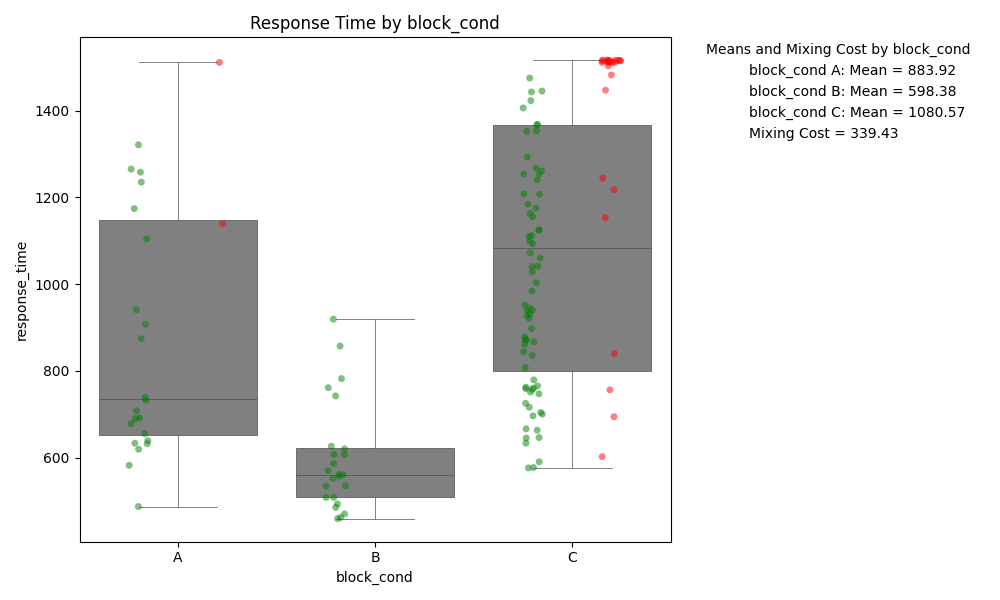 Response Time by block_cond
Means and Mixing Cost by block_cond
block_cond A: Mean = 883.92
block_cond B: Mean = 598.38
block_cond C: Mean = 1080.57
Mixing Cost = 339.43
response_time
1400
1200
1000
800
600
A
B
C
block_cond